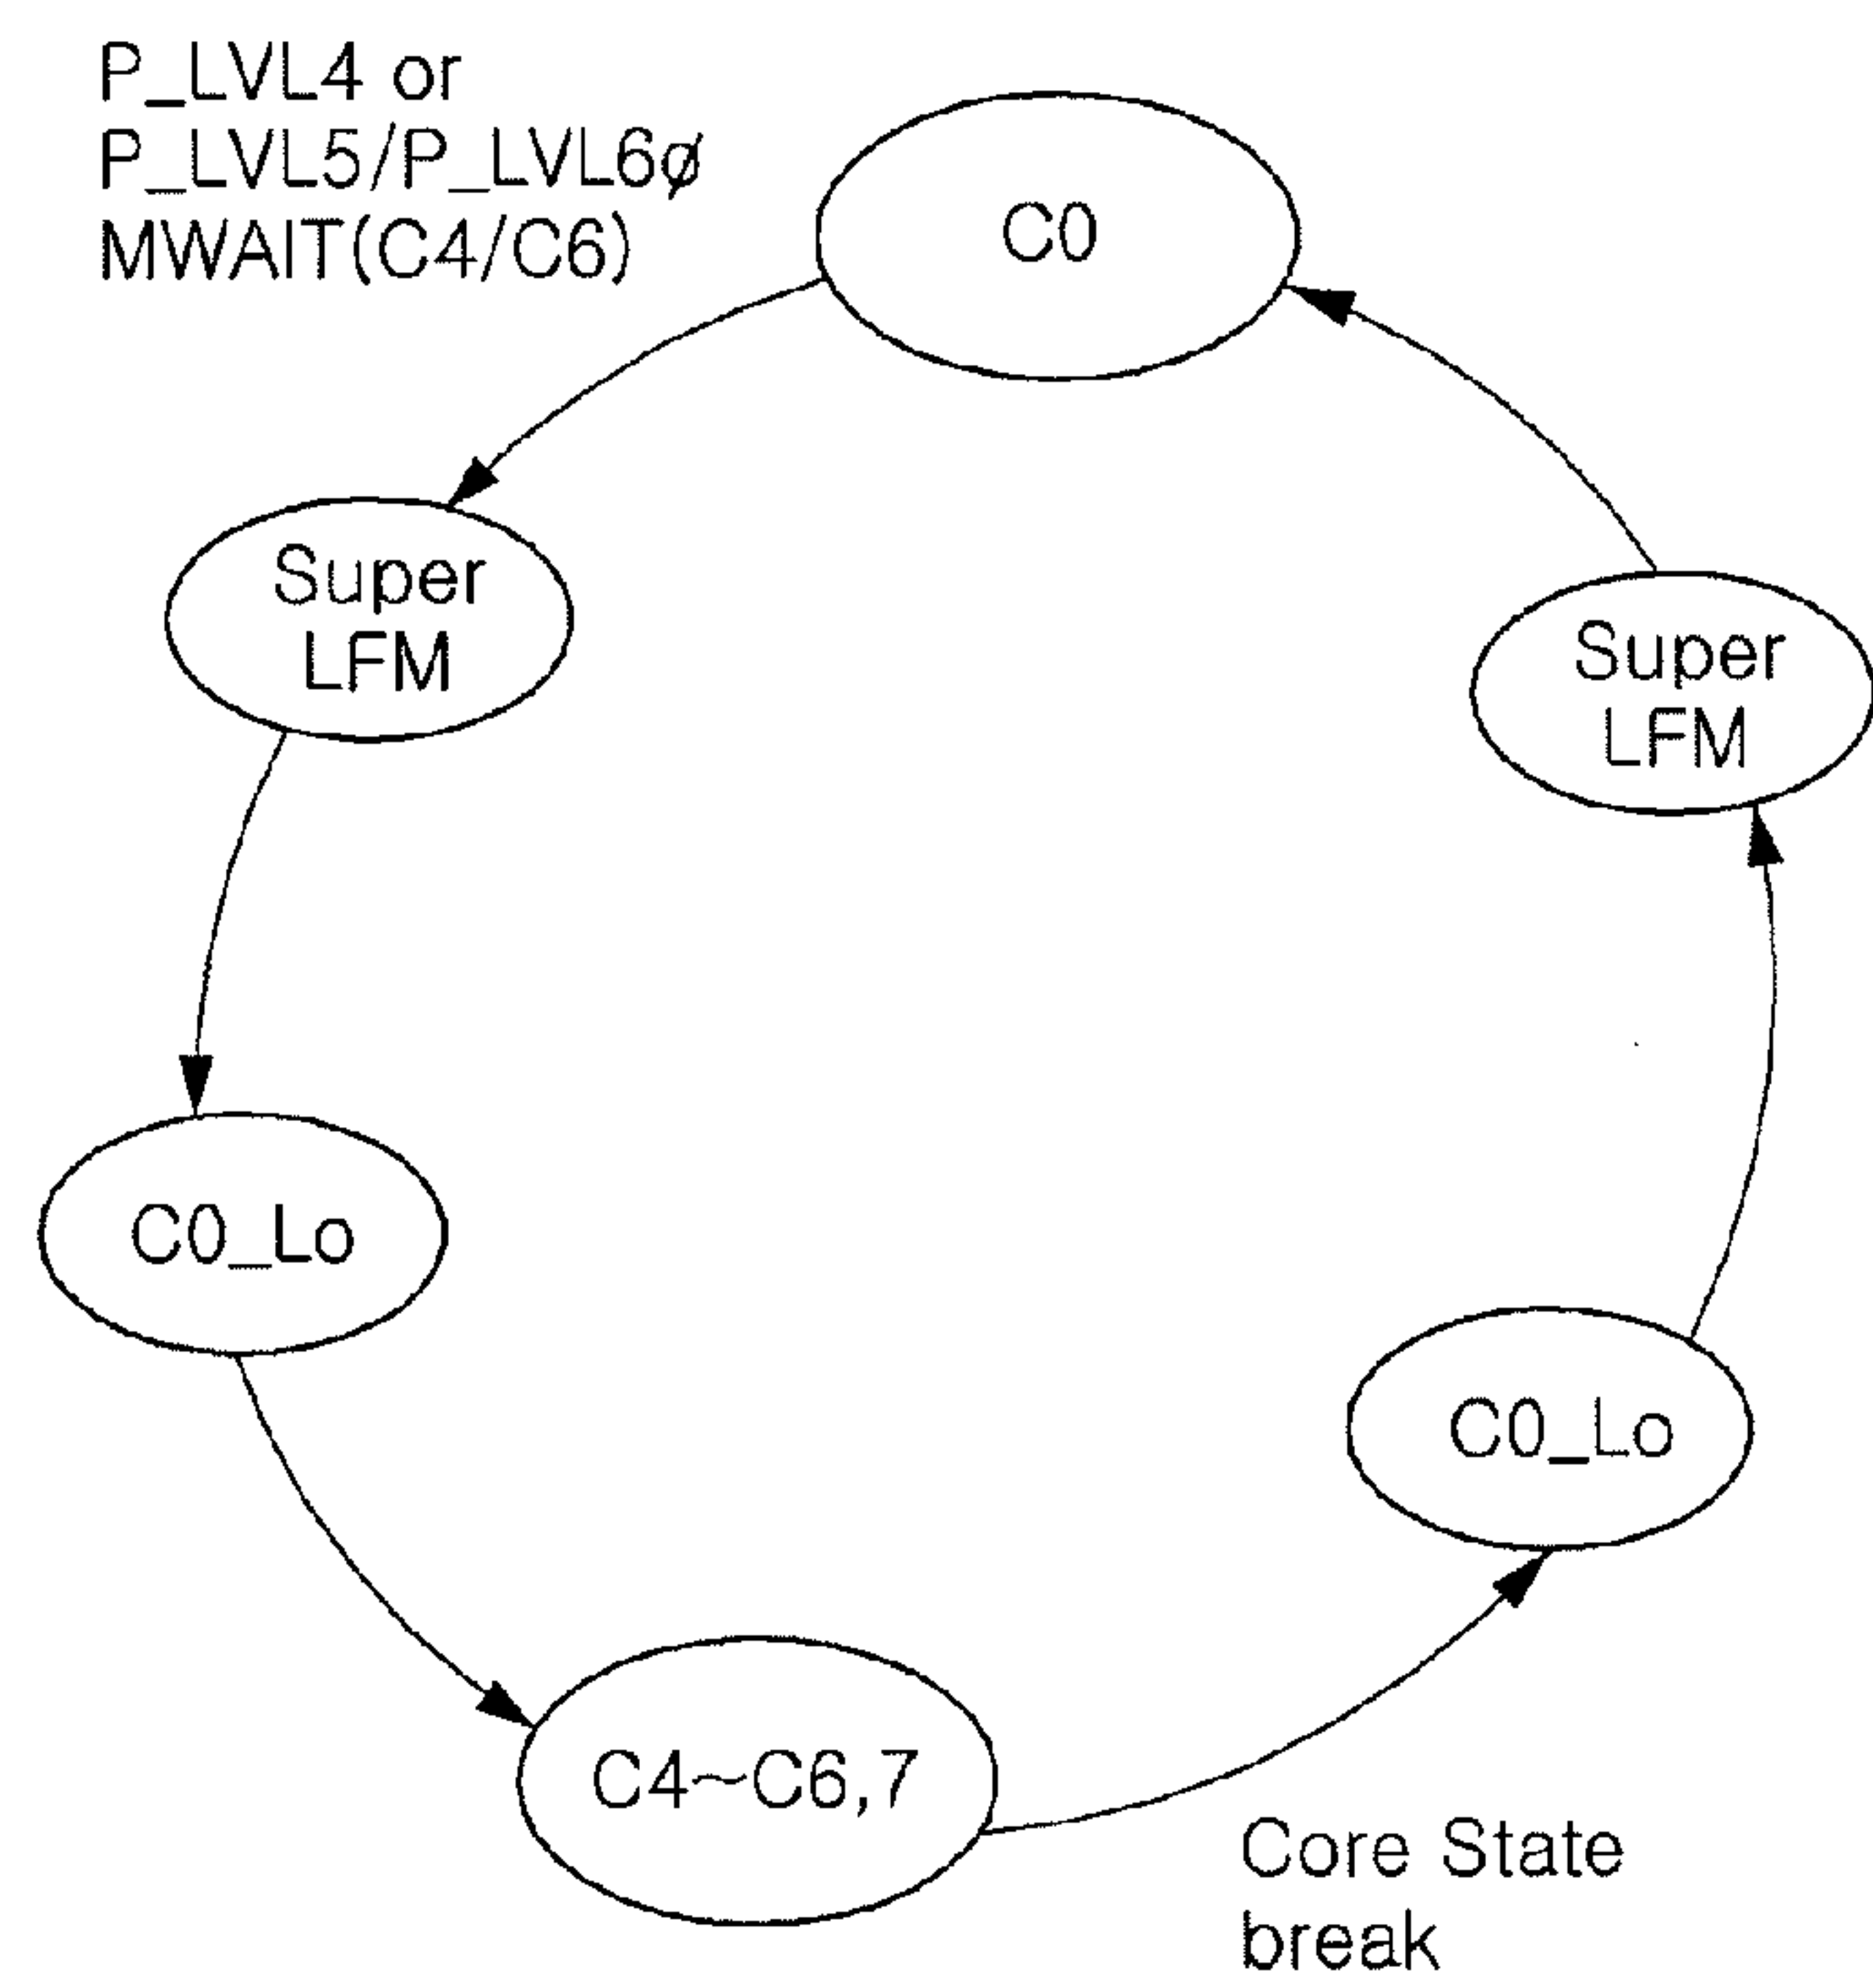 P_LVL4 or
P_LVL5/P_LVL6ø
MWAIT(C4/C6)
C0
Super
LFM
Super
LFM
C0_Lo
C0_Lo
C4~C6,7
Core State
break